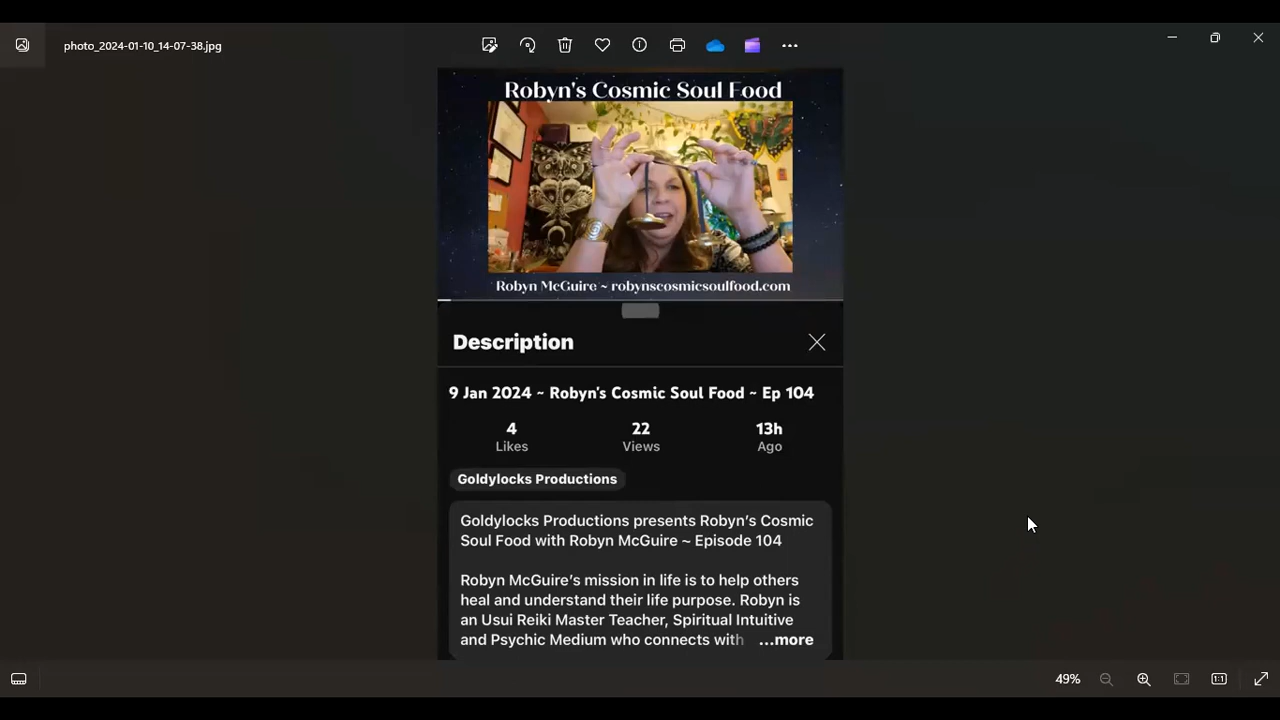 photo_2024-01-10_14-07-38.jpg
Robyn's Cosmic Soul Food
Robyn McGuire ~ robynscosmicsoulfood.com
Description
9 Jan 2024 ~ Robyn's Cosmic Soul Food ~ Ep 104
4 22 13h
Likes Views Ago
Goldylocks Productions
Goldylocks Productions presents Robyn's Cosmic
Soul Food with Robyn McGuire ~ Episode 104
Robyn McGuire's mission in life is to help others
heal and understand their life purpose. Robyn is
an Usui Reiki Master Teacher, Spiritual Intuitive
and Psychic Medium who connects with ...more
49% 1:1